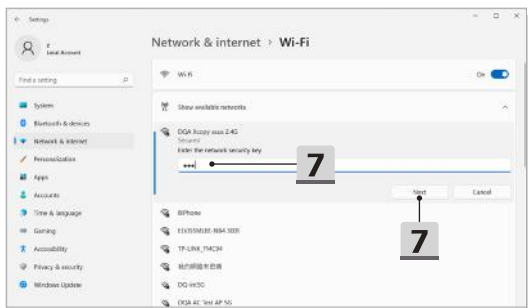 Settings
Local Account
Find a setting
System
Bluetooth & devices
Network & internet
Personalization
Apps
Accounts
Time & language
Gaming
Accessibility
Privacy & security
Windows Update
Network & internet > Wi-Fi
Wi-Fi
On
Show available networks
Secured
Enter the network security key
7
Next
Cancel
7
BiPhone